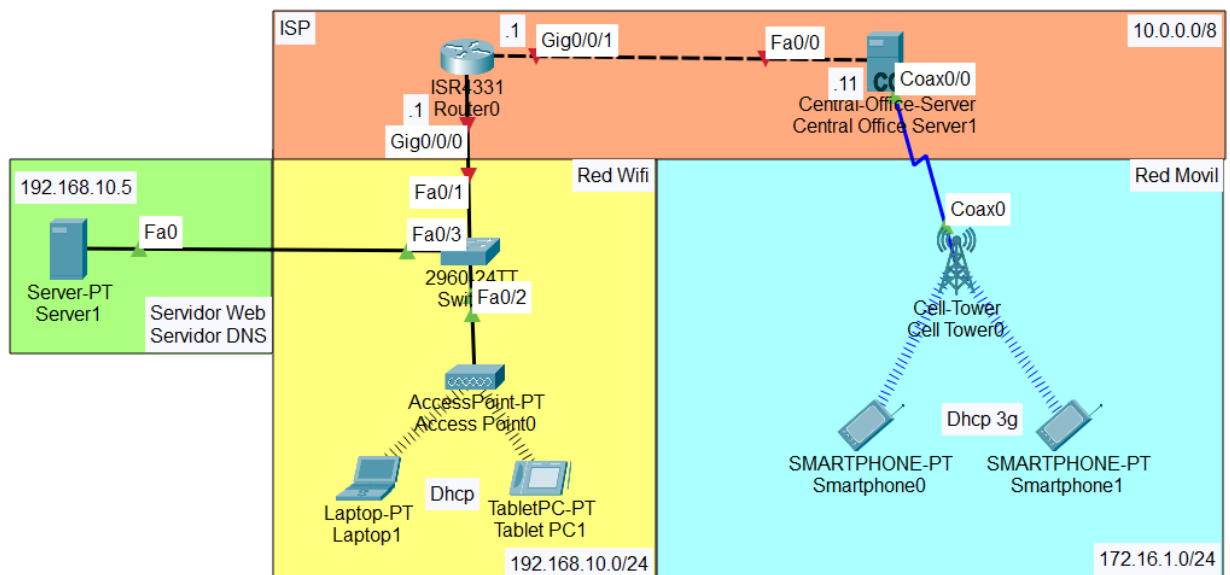 ISP
10.0.0.0/8
.1
Gig0/0/1
Fa0/0
ISR4331
Router0
.11
Coax0/0
Central-Office-Server
Central Office Server1
.1
Gig0/0/0
192.168.10.5
Fa0/1
Red Wifi
Red Movil
Fa0
Fa0/3
Coax0
2960-24TT
Fa0/2
Server-PT
Server1
Servidor Web
Servidor DNS
Cell-Tower
Cell Tower0
AccessPoint-PT
Access Point0
Dhcp 3g
SMARTPHONE-PT
Smartphone0
SMARTPHONE-PT
Smartphone1
Dhcp
Laptop-PT
Laptop1
TabletPC-PT
Tablet PC1
192.168.10.0/24
172.16.1.0/24